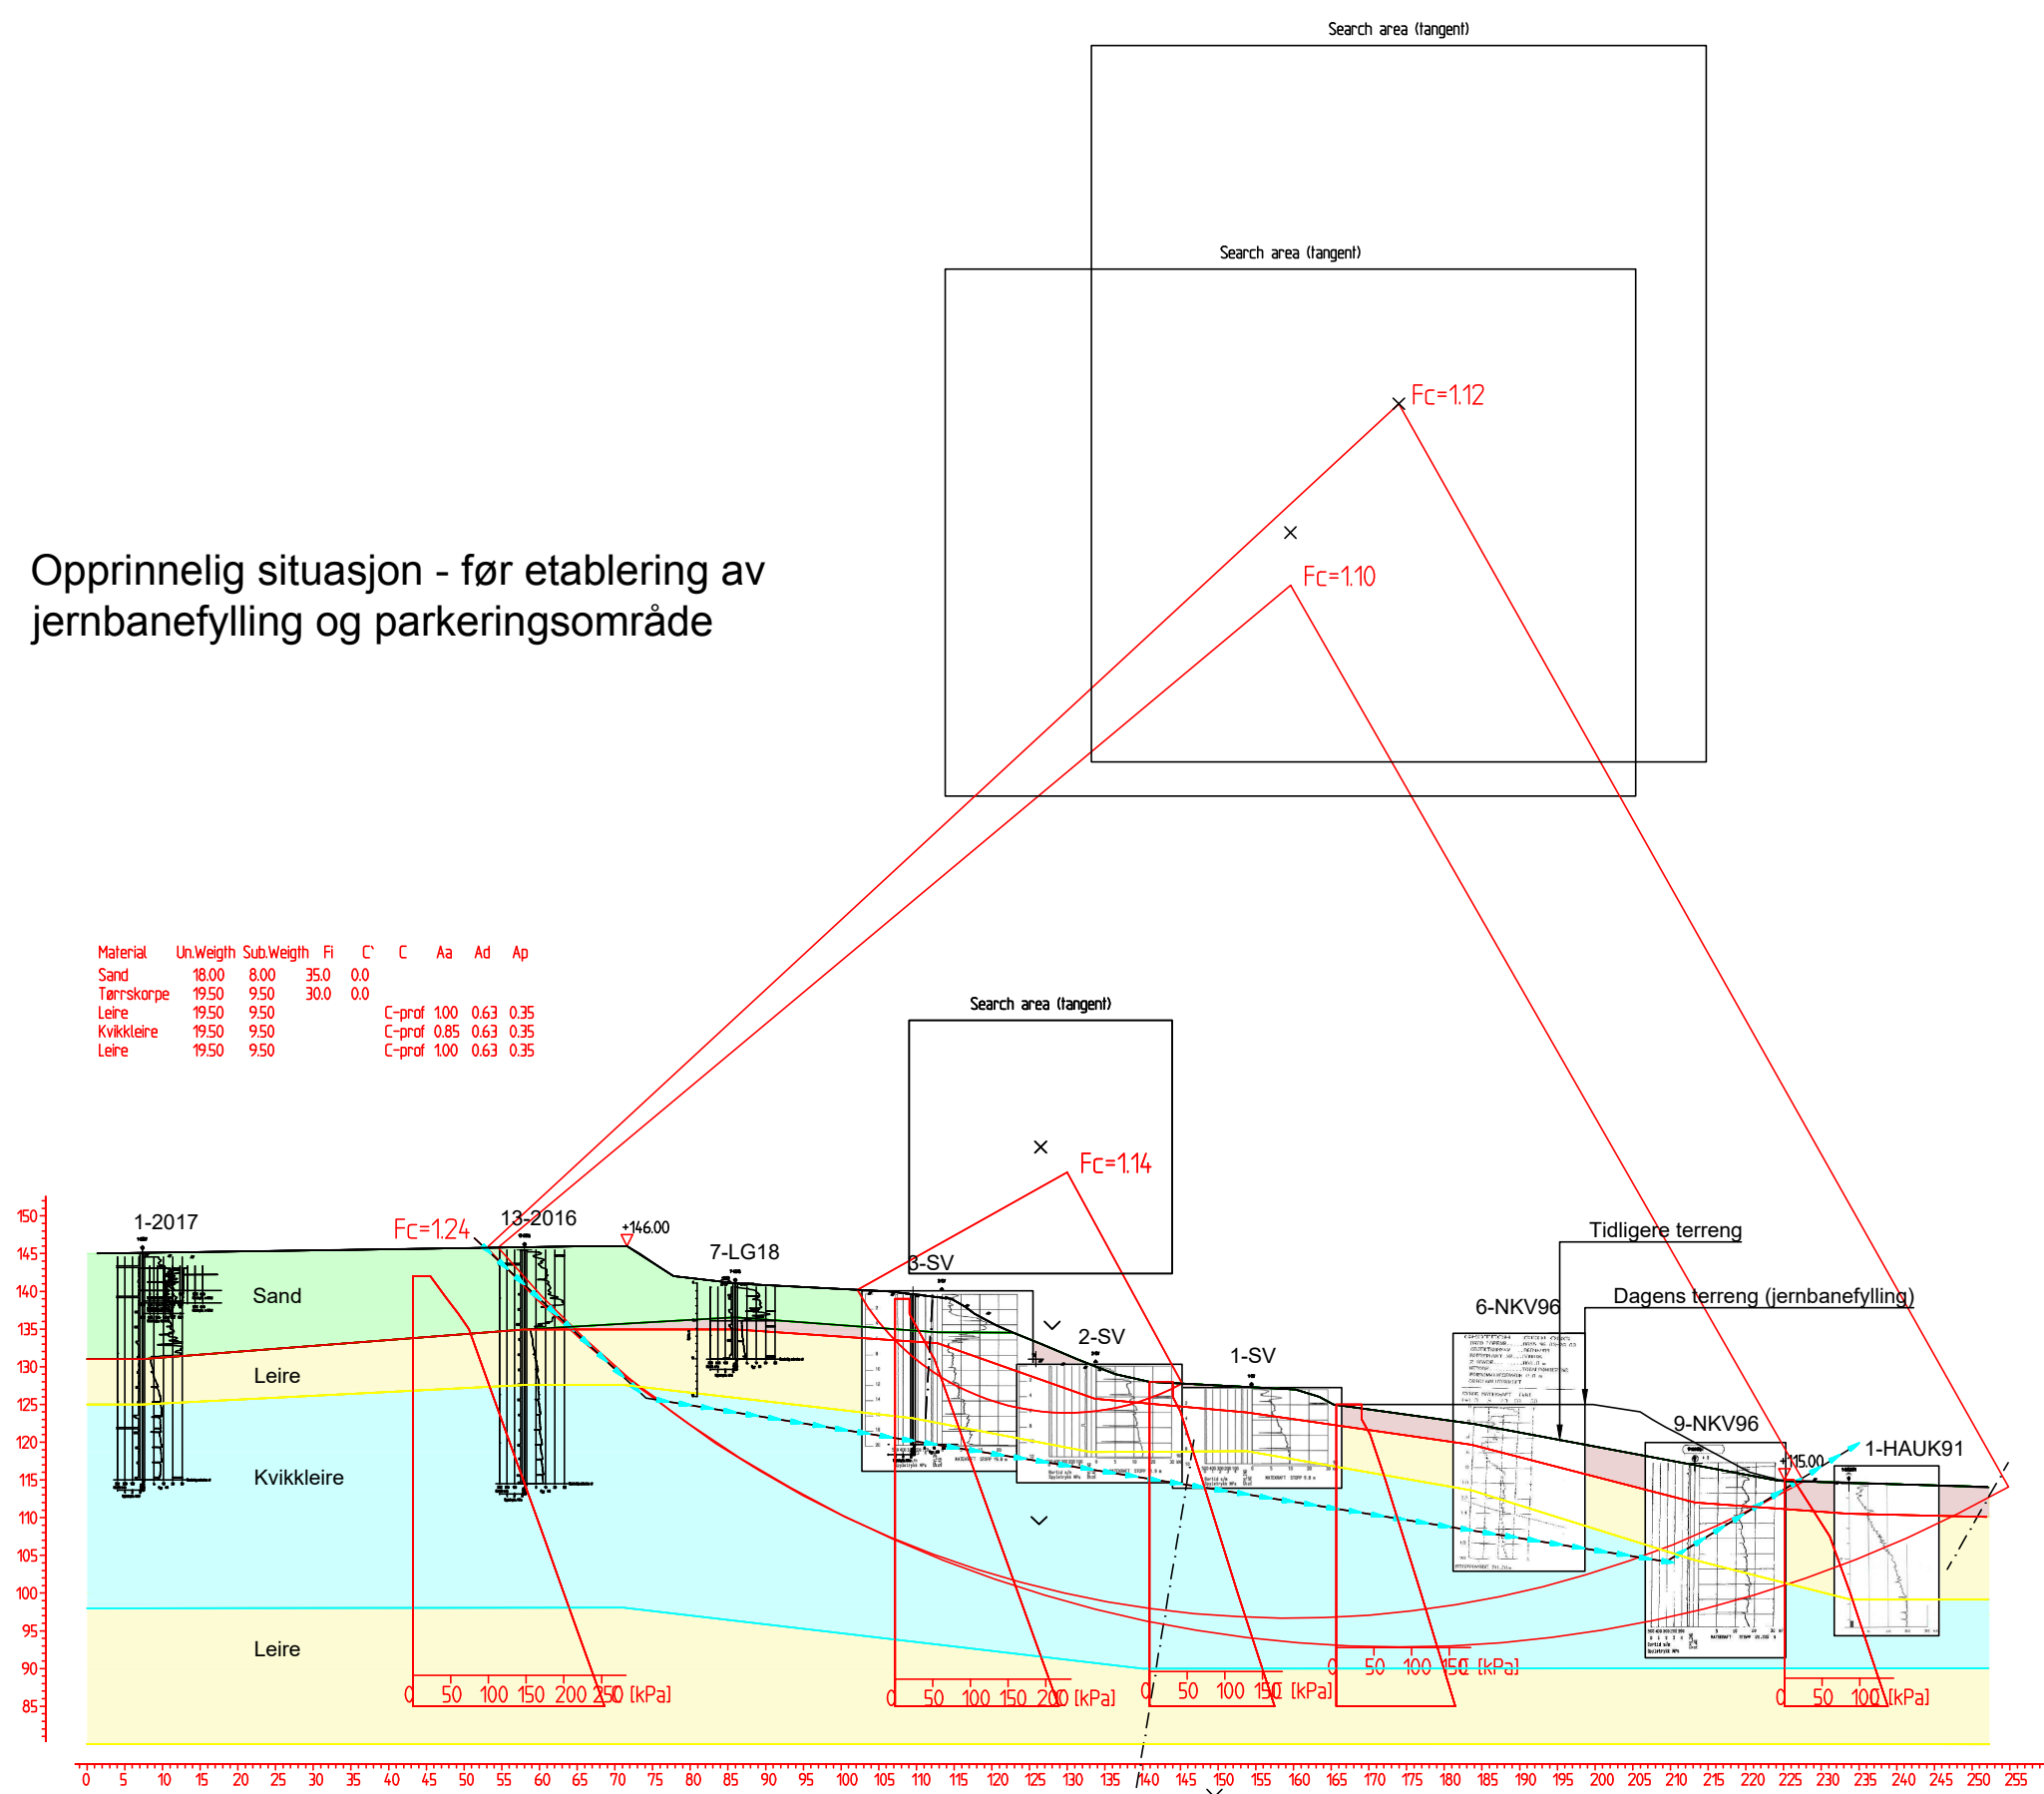 Search area (tangent)
Search area (tangent)
Fc=1.12
Fc=1.10
Opprinnelig situasjon - før etablering av
jernbanefylling og parkeringsområde
Material Un.Weigth Sub.Weigth Fi C` C Aa Ad Ap
Sand 18.00 8.00 35.0 0.0
Tørrskorpe 19.50 9.50 30.0 0.0
Leire 19.50 9.50 C-prof 1.00 0.63 0.35
Kvikkleire 19.50 9.50 C-prof 0.85 0.63 0.35
Leire 19.50 9.50 C-prof 1.00 0.63 0.35
Search area (tangent)
Fc=1.14
Fc=1.24
1-2017
13-2016
+146.00
7-LG18
3-SV
2-SV
1-SV
Tidligere terreng
Dagens terreng (jernbanefylling)
6-NKV96
9-NKV96
+115.00
1-HAUK91
Sand
Leire
Kvikkleire
Leire
150
145
140
135
130
125
120
115
110
105
100
95
90
85
0 50 100 150 200 250 C [kPa]
0 50 100 150 200 C [kPa]
0 50 100 150 C [kPa]
0 50 100 150 C [kPa]
0 50 100 C [kPa]
0 5 10 15 20 25 30 35 40 45 50 55 60 65 70 75 80 85 90 95 100 105 110 115 120 125 130 135 140 145 150 155 160 165 170 175 180 185 190 195 200 205 210 215 220 225 230 235 240 245 250 255